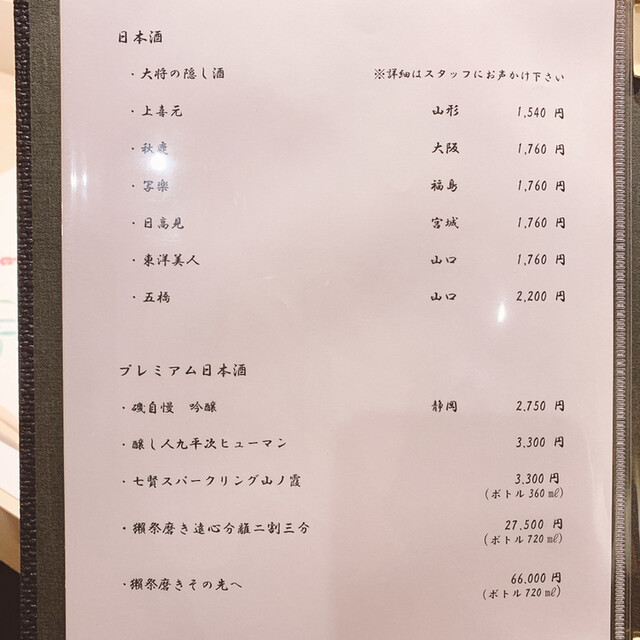 日本酒
・大将の隠し酒 ※詳細はスタッフにお声かけ下さい
・上喜元 山形 1,540 円
・秋鹿 大阪 1,760 円
・写楽 福島 1,760 円
・日高見 宮城 1,760 円
・東洋美人 山口 1,760 円
・五橋 山口 2,200 円
プレミアム日本酒
・磯自慢 吟醸 静岡 2,750 円
・醸し人九平次ヒューマン 3,300 円
・七賢スパークリング山ノ霞 3,300 円
(ボトル 360 ㎖)
・獺祭磨き遠心分離二割三分 27,500 円
(ボトル 720 ㎖)
・獺祭磨きその先へ 66,000 円
(ボトル 720 ㎖)